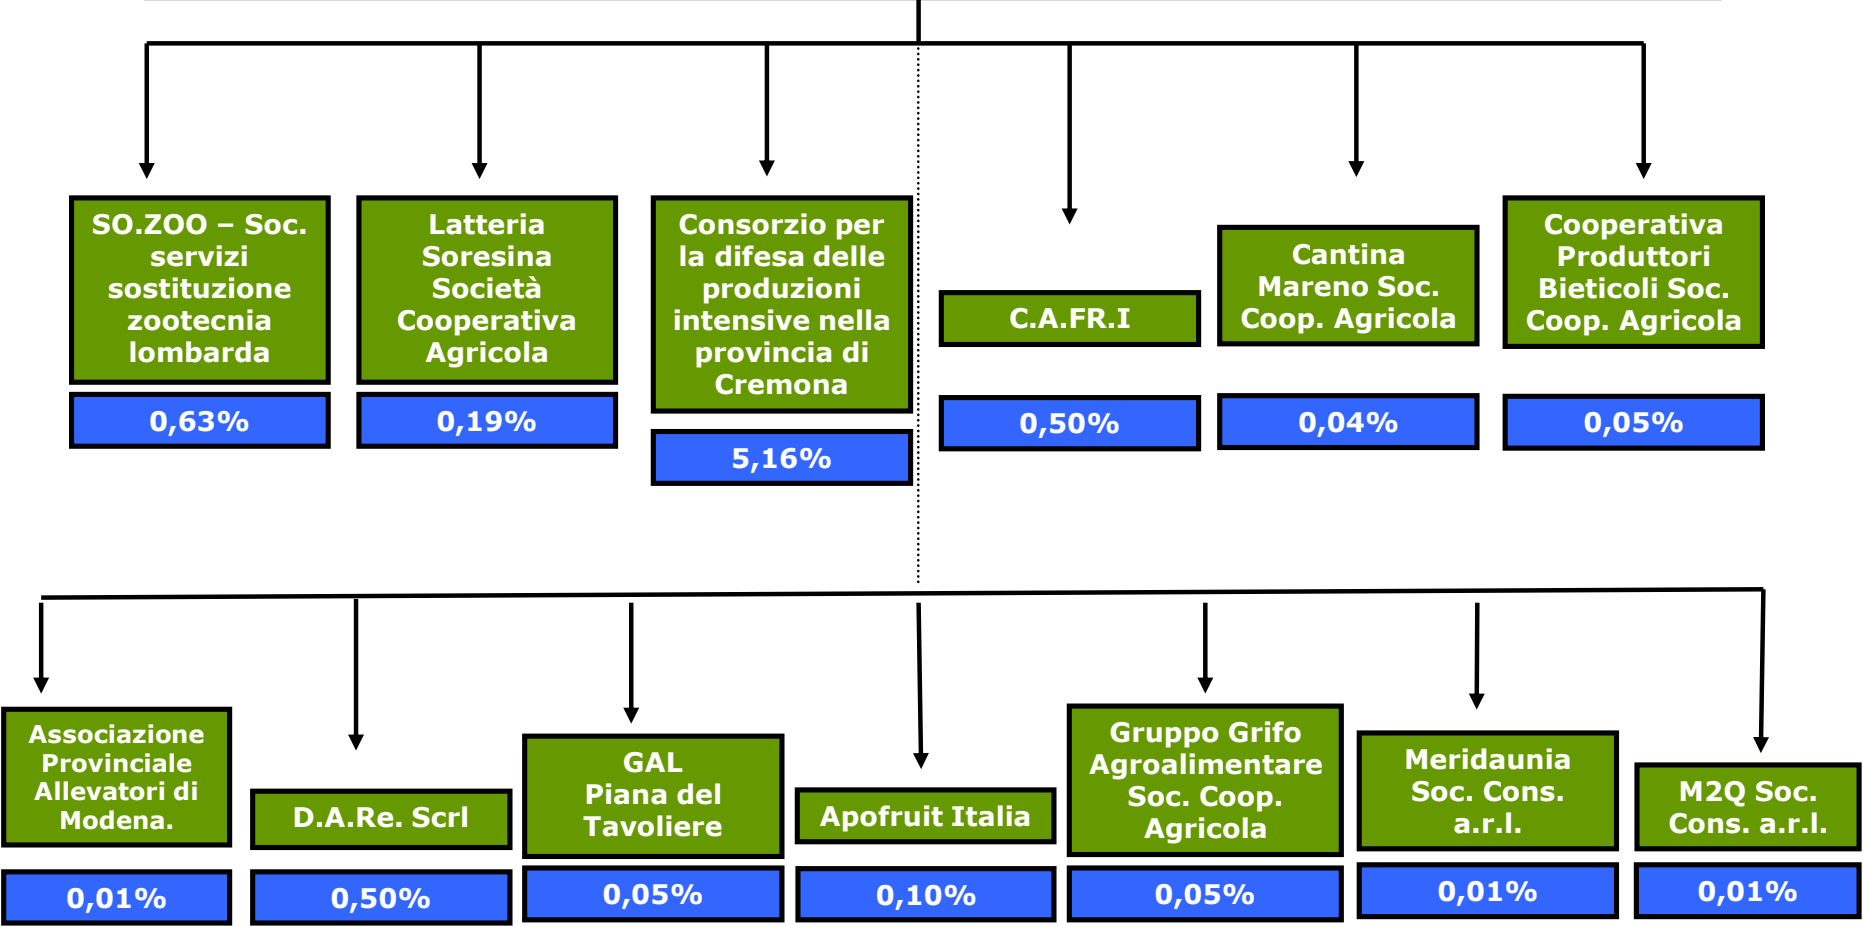 SO.ZOO – Soc.
servizi
sostituzione
zootecnia
lombarda
0,63%
Latteria
Soresina
Società
Cooperativa
Agricola
0,19%
Consorzio per
la difesa delle
produzioni
intensive nella
provincia di
Cremona
5,16%
C.A.FR.I
0,50%
Cantina
Mareno Soc.
Coop. Agricola
0,04%
Cooperativa
Produttori
Bieticoli Soc.
Coop. Agricola
0,05%
Associazione
Provinciale
Allevatori di
Modena.
0,01%
D.A.Re. Scrl
0,50%
GAL
Piana del
Tavoliere
0,05%
Apofruit Italia
0,10%
Gruppo Grifo
Agroalimentare
Soc. Coop.
Agricola
0,05%
Meridaunia
Soc. Cons.
a.r.l.
0,01%
M2Q Soc.
Cons. a.r.l.
0,01%